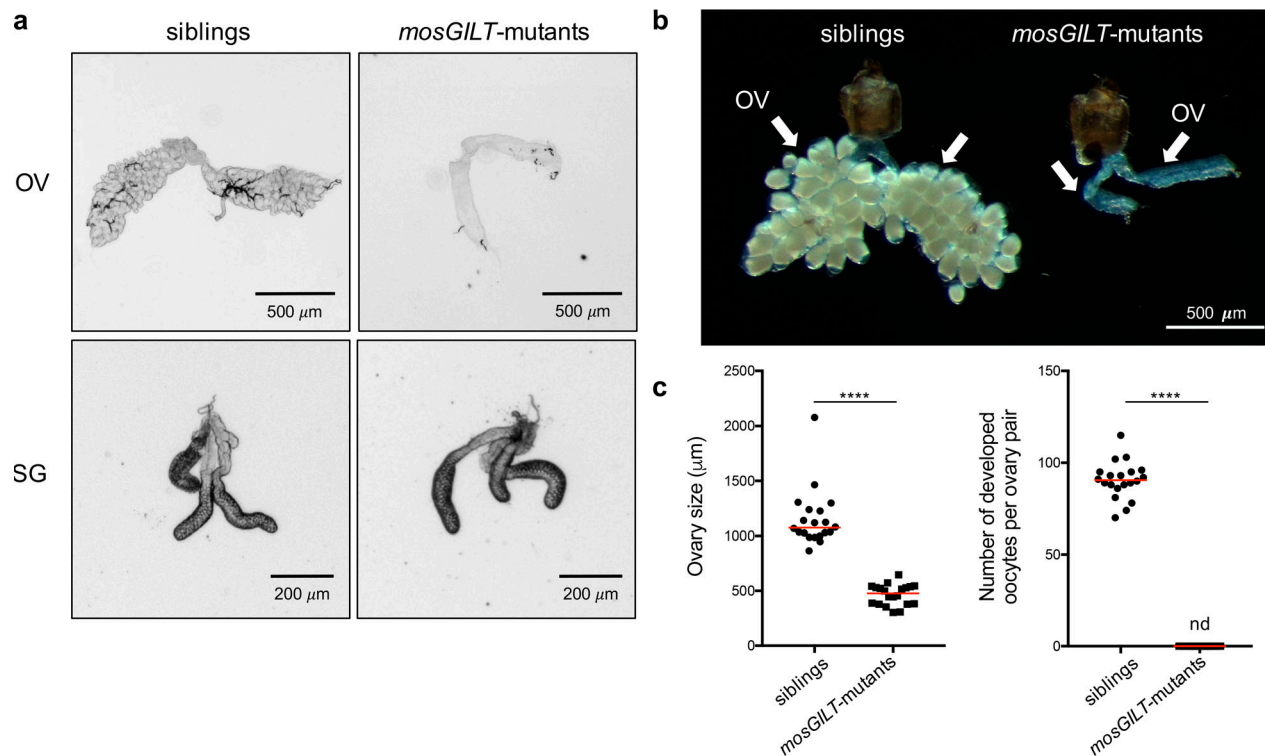 a
siblings
mosGILT-mutants
OV
500 μm
500 μm
SG
200 μm
200 μm
b
siblings
mosGILT-mutants
OV
OV
500 μm
c
Ovary size (μm)
2500
2000
1500
1000
500
0
****
siblings
mosGILT-mutants
Number of developed
oocytes per ovary pair
150
100
50
0
****
nd
siblings
mosGILT-mutants